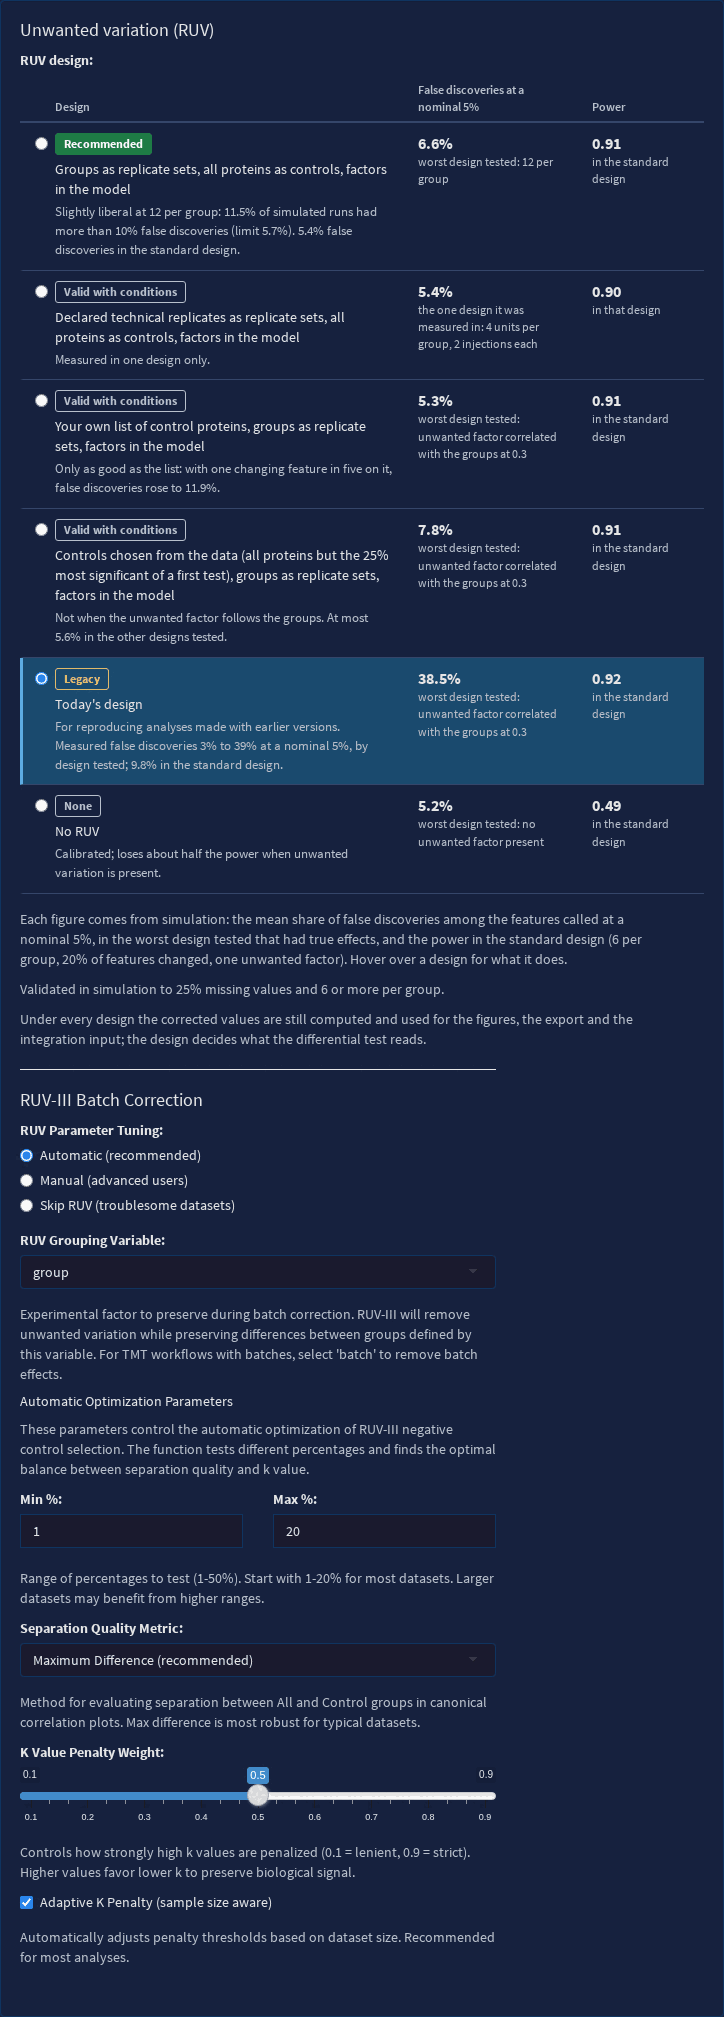 Unwanted variation (RUV)
RUV design:
False discoveries at a
Design nominal 5% Power
Recommended 6.6% 0.91
worst design tested: 12 per in the standard
Groups as replicate sets, all proteins as controls, factors group design
in the model
Slightly liberal at 12 per group: 11.5% of simulated runs had
more than 10% false discoveries (limit 5.7%). 5.4% false
discoveries in the standard design.
Valid with conditions 5.4% 0.90
the one design it was in that design
Declared technical replicates as replicate sets, all measured in: 4 units per
proteins as controls, factors in the model group, 2 injections each
Measured in one design only.
Valid with conditions 5.3% 0.91
worst design tested: in the standard
Your own list of control proteins, groups as replicate unwanted factor correlated design
sets, factors in the model with the groups at 0.3
Only as good as the list: with one changing feature in five on it,
false discoveries rose to 11.9%.
Valid with conditions 7.8% 0.91
worst design tested: in the standard
Controls chosen from the data (all proteins but the 25% unwanted factor correlated design
most significant of a first test), groups as replicate sets, with the groups at 0.3
factors in the model
Not when the unwanted factor follows the groups. At most
5.6% in the other designs tested.
Legacy 38.5% 0.92
worst design tested: in the standard
Today's design unwanted factor correlated design
For reproducing analyses made with earlier versions. with the groups at 0.3
Measured false discoveries 3% to 39% at a nominal 5%, by
design tested; 9.8% in the standard design.
None 5.2% 0.49
worst design tested: no in the standard
No RUV unwanted factor present design
Calibrated; loses about half the power when unwanted
variation is present.
Each figure comes from simulation: the mean share of false discoveries among the features called at a
nominal 5%, in the worst design tested that had true effects, and the power in the standard design (6 per
group, 20% of features changed, one unwanted factor). Hover over a design for what it does.
Validated in simulation to 25% missing values and 6 or more per group.
Under every design the corrected values are still computed and used for the figures, the export and the
integration input; the design decides what the differential test reads.
RUV-III Batch Correction
RUV Parameter Tuning:
Automatic (recommended)
Manual (advanced users)
Skip RUV (troublesome datasets)
RUV Grouping Variable:
group
Experimental factor to preserve during batch correction. RUV-III will remove
unwanted variation while preserving differences between groups defined by
this variable. For TMT workflows with batches, select 'batch' to remove batch
effects.
Automatic Optimization Parameters
These parameters control the automatic optimization of RUV-III negative
control selection. The function tests different percentages and finds the optimal
balance between separation quality and k value.
Min %: Max %:
1 20
Range of percentages to test (1-50%). Start with 1-20% for most datasets. Larger
datasets may benefit from higher ranges.
Separation Quality Metric:
Maximum Difference (recommended)
Method for evaluating separation between All and Control groups in canonical
correlation plots. Max difference is most robust for typical datasets.
K Value Penalty Weight:
0.1 0.5 0.9
0.1 0.2 0.3 0.4 0.5 0.6 0.7 0.8 0.9
Controls how strongly high k values are penalized (0.1 = lenient, 0.9 = strict).
Higher values favor lower k to preserve biological signal.
Adaptive K Penalty (sample size aware)
Automatically adjusts penalty thresholds based on dataset size. Recommended
for most analyses.